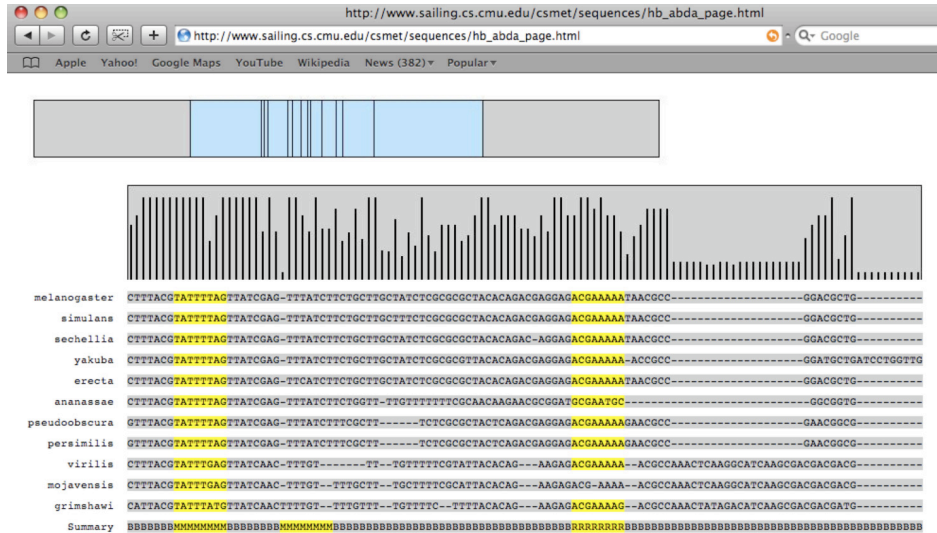 http://www.sailing.cs.cmu.edu/csmet/sequences/hb_abda_page.html
http://www.sailing.cs.cmu.edu/csmet/sequences/hb_abda_page.html Google
Apple Yahoo! Google Maps YouTube Wikipedia News (382) Popular
melanogaster CTTTACGTATTTTAGTTATCGAG-TTTATCTTCTGCTTGCTATCTCGCGCGCTACACAGACGAGGAGACGAAAAATAACGCC--------------------GGACGCTG----------
simulans CTTTACGTATTTTAGTTATCGAG-TTTATCTTCTGCTTGCTTTCTCGCGCGCTACACAGACGAGGAGACGAAAAATAACGCC--------------------GGACGCTG----------
sechellia CTTTACGTATTTTAGTTATCGAG-TTTATCTTCTGCTTGCTATCTCGCGCGCTACACAGAC-AGGAGACGAAAAATAACGCC--------------------GGACGCTG----------
yakuba CTTTACGTATTTTAGTTATCGAG-TTTATCTTCTGCTTGCTATCTCGCGCGTTACACAGACGAGGAGACGAAAAA-ACCGCC--------------------GGATGCTGATCCTGGTTG
erecta CTTTACGTATTTTAGTTATCGAG-TTCATCTTCTGCTTGCTATCTCGCGCGCTACACAGACGAGGAGACGAAAAATAACGCC--------------------GGACGCTG----------
ananassae CTTTACGTATTTTAGTTATCGAG-TTTATCTTCTGGTT-TTGTTTTTTTCGCAACAAGAACGCGGATGCGAATGC---------------------------GGCGGTG-----------
pseudoobscura GTTTACGTATTTTAGTTATCGAG-TTTATCTTTCGCTT------TCTCGCGCTACTCAGACGAGGAGACGAAAAAGAACGCC--------------------GAACGGCG----------
persimilis GTTTACGTATTTTAGTTATCGAG-TTTATCTTTCGCTT------TCTCGCGCTACTCAGACGAGGAGACGAAAAAGAACGCC--------------------GAACGGCG----------
virilis CTTTACGTATTTGAGTTATCAAC-TTTGT-------TT--TGTTTTTCGTATTACACAG---AAGAGACGAAAAA--ACGCCAAACTCAAGGCATCAAGCGACGACGACG----------
mojavensis CTTTACGTATTTGAGTTATCAAC-TTTGT--TTTGCTT--TGCTTTTCGCATTACACAG---AAGAGACG-AAAA--ACGCCAAACTCAAGGCATCAAGCGACGACGACG----------
grimshawi CATTACGTATTTATGTTATCAACTTTTGT--TTTGTTT--TGTTTTC--TTTTACACAG---AAGAGACGAAAAG--ACGCCAAACTATAGACATCAAGCGACGACGATG----------
Summary BBBBBBBMMMMMMMMBBBBBBBBMMMMMMMMBBBBBBBBBBBBBBBBBBBBBBBBBBBBBBBBBBBBRRRRRRRRBBBBBBBBBBBBBBBBBBBBBBBBBBBBBBBBBBBBBBBBBBBBB